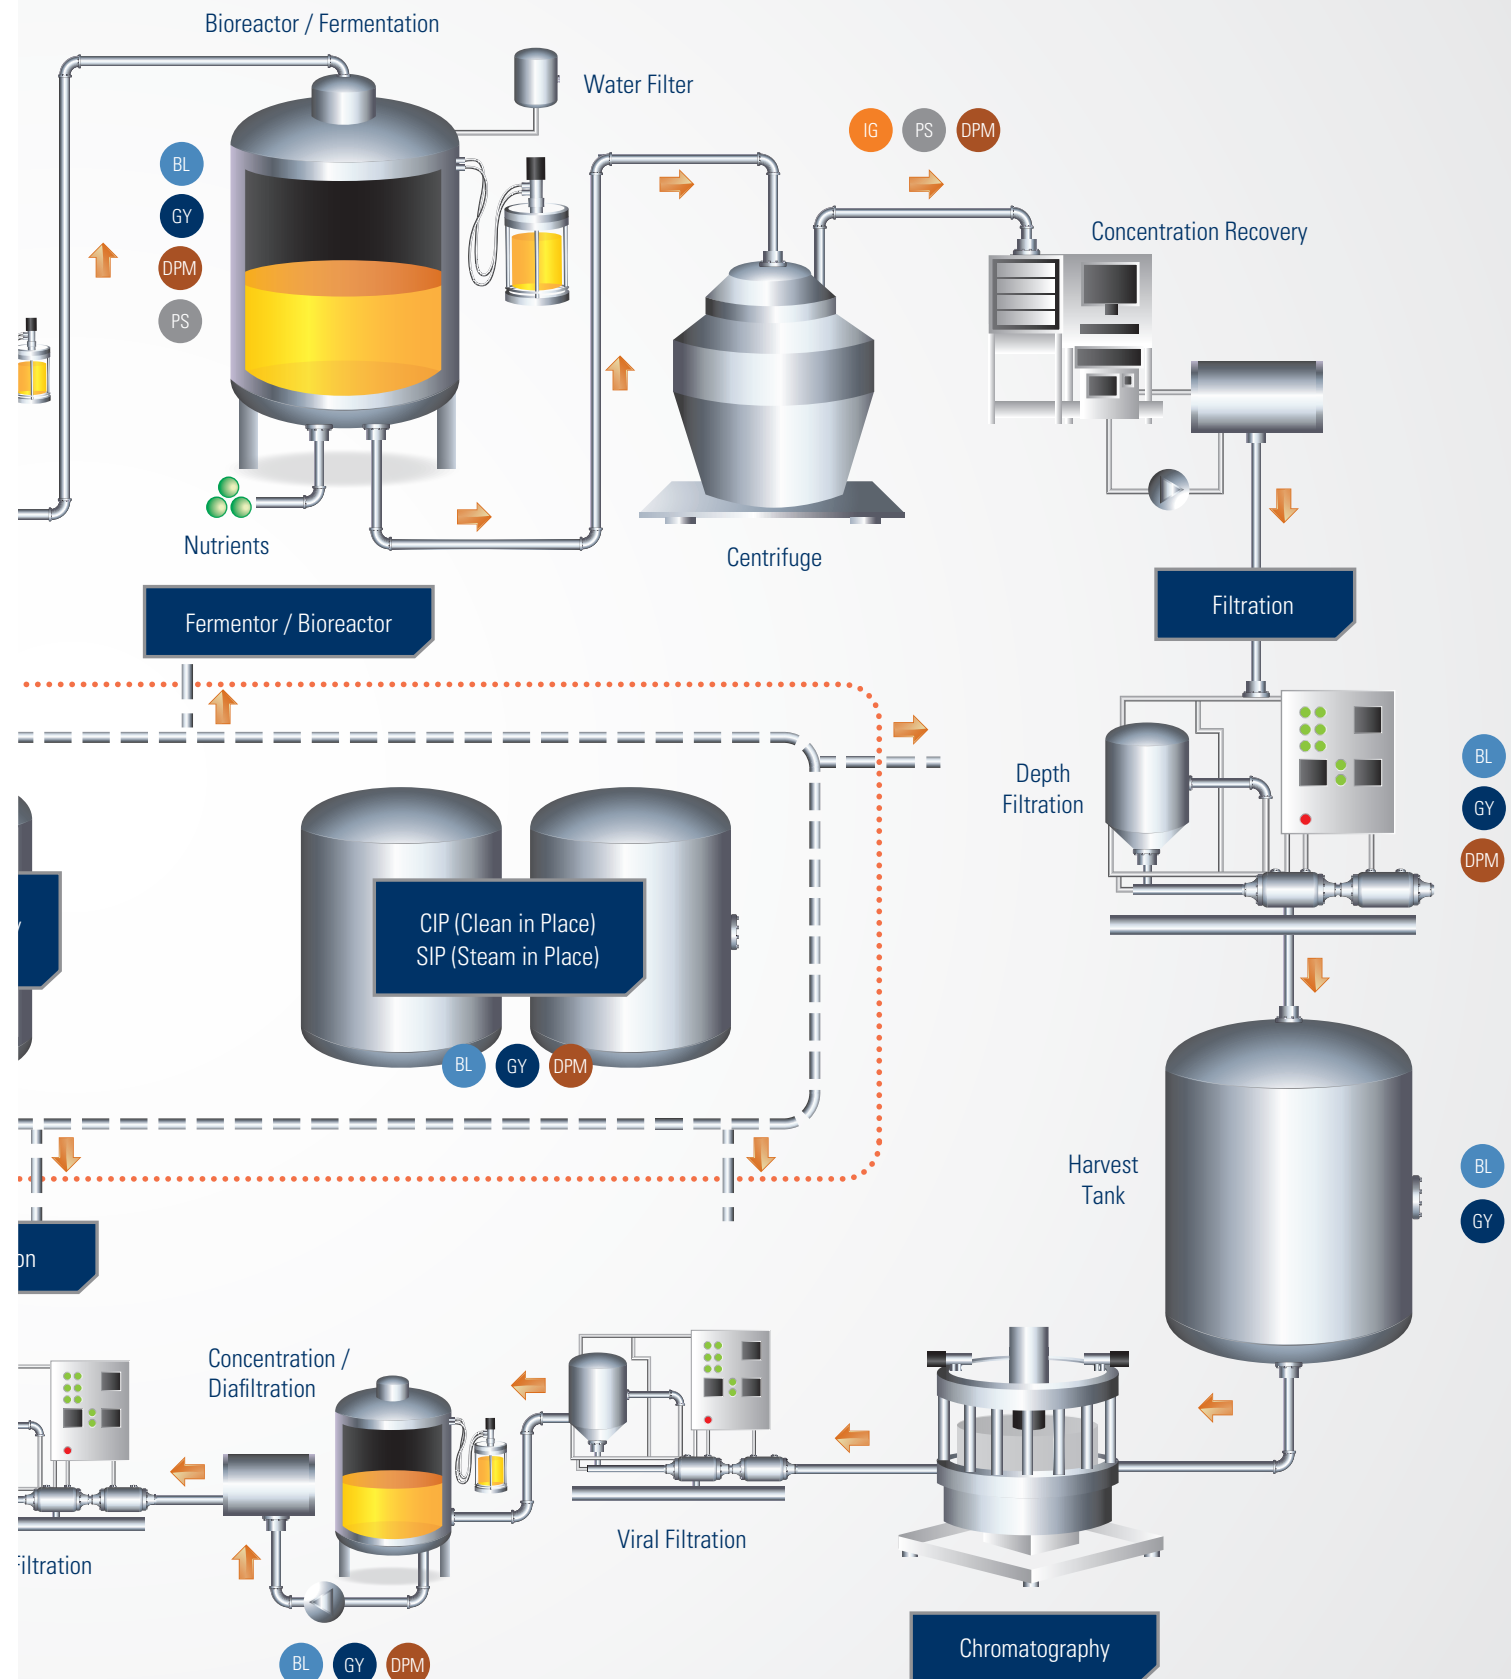 Bioreactor / Fermentation
Water Filter
IG
PS
DPM
BL
GY
DPM
PS
Concentration Recovery
Nutrients
Centrifuge
Fermentor / Bioreactor
Filtration
Depth
Filtration
BL
GY
DPM
CIP (Clean in Place)
SIP (Steam in Place)
BL
GY
DPM
Harvest
Tank
BL
GY
Concentration /
Diafiltration
Viral Filtration
Filtration
BL
GY
DPM
Chromatography